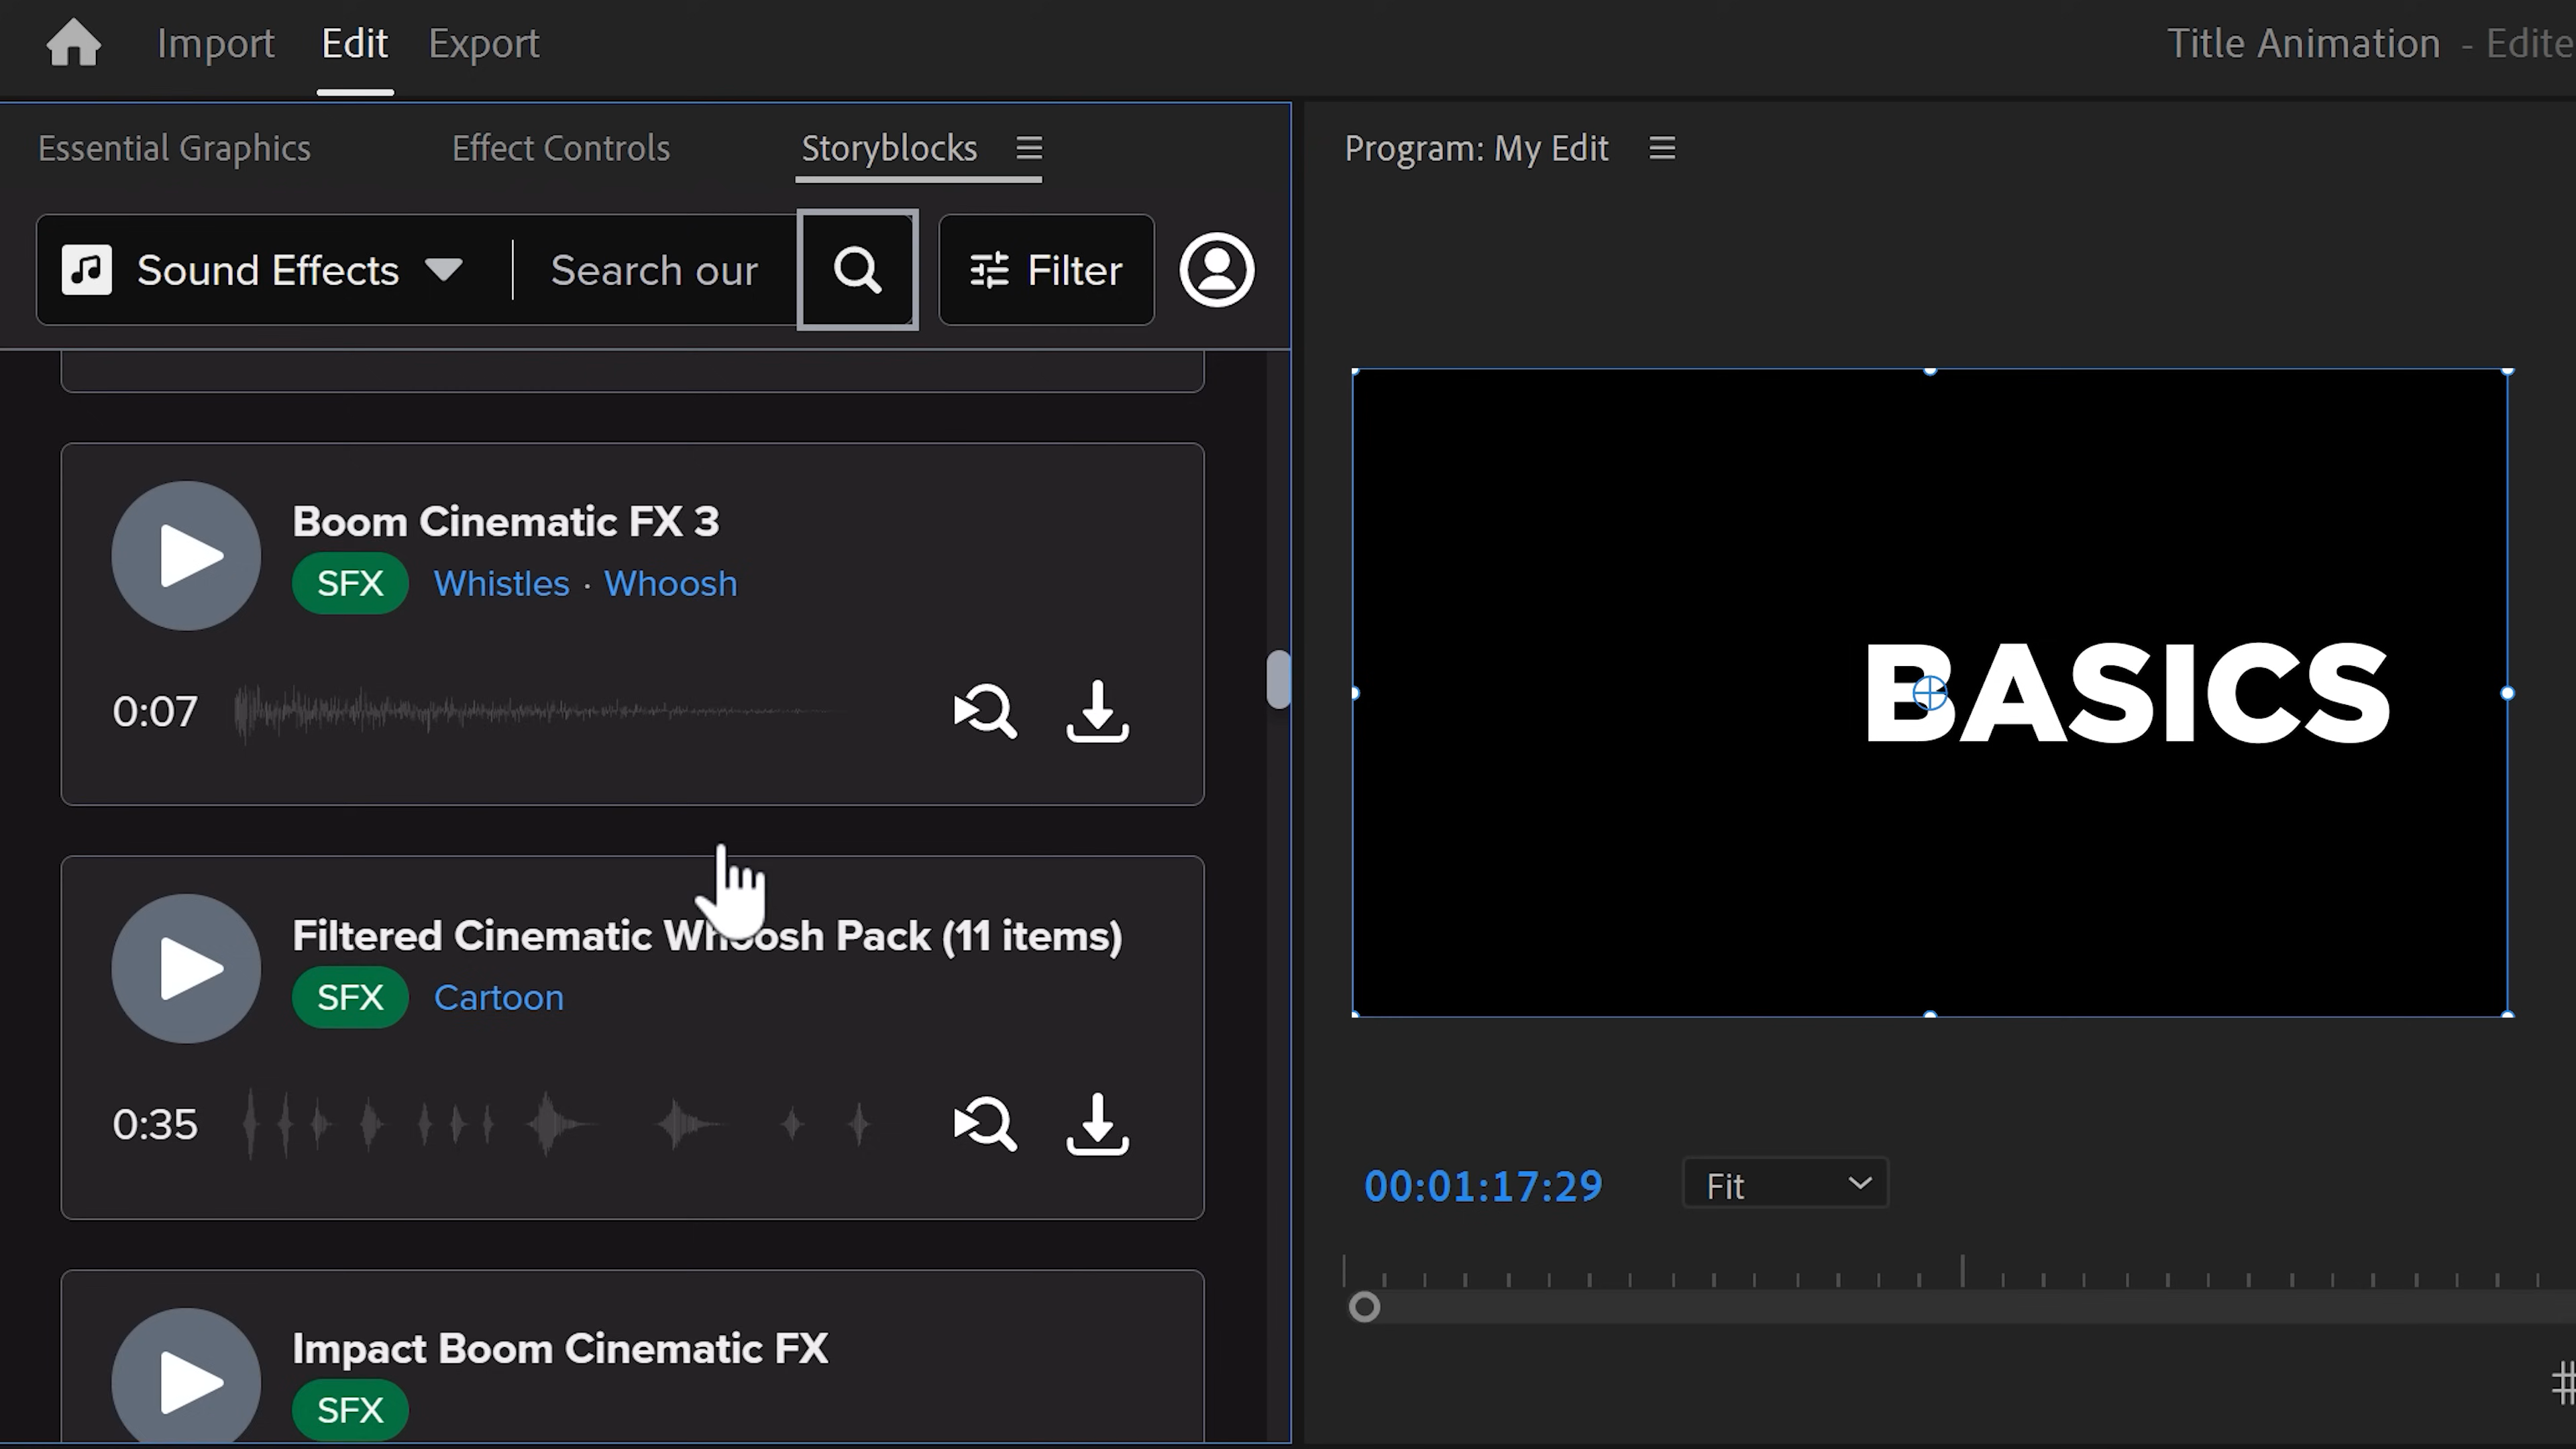 Import Edit Export
Title Animation - Edite
Essential Graphics Effect Controls Storyblocks
Program: My Edit
Sound Effects Search our Filter
Boom Cinematic FX 3
SFX Whistles · Whoosh
0:07
Filtered Cinematic Whoosh Pack (11 items)
SFX Cartoon
0:35
Impact Boom Cinematic FX
SFX
BASICS
00:01:17:29 Fit